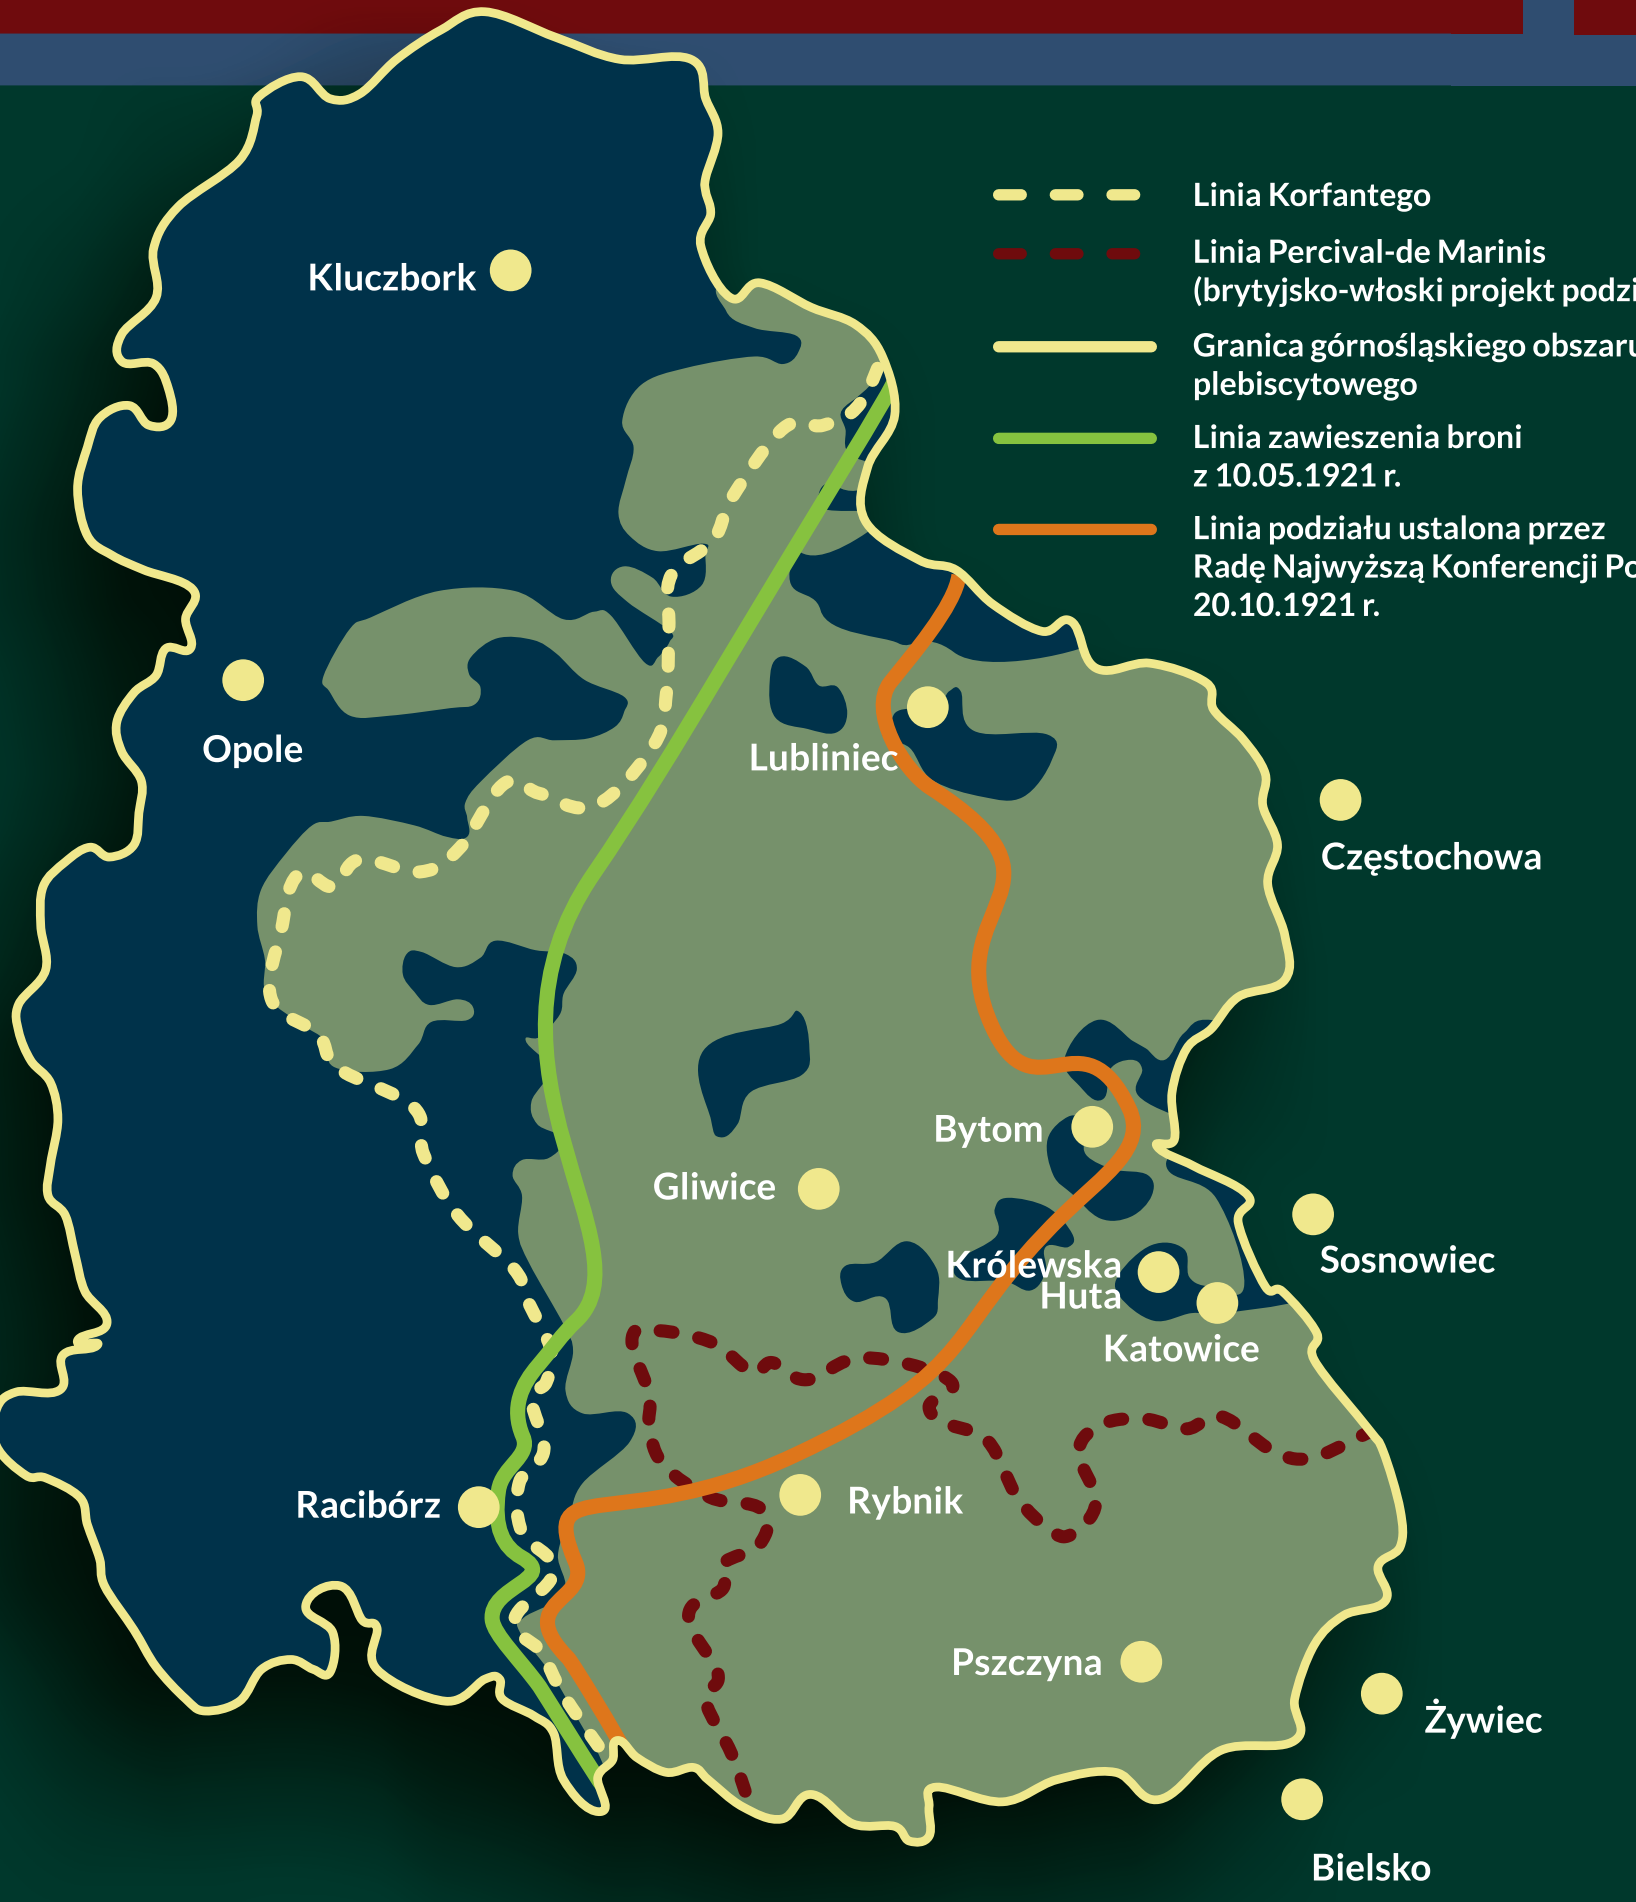 Linia Korfantego
Linia Percival-de Marinis
(brytyjsko-włoski projekt
Granica górnośląskiego
plebiscytowego
Linia zawieszenia broni
z 10.05.1921 r.
Linia podziału ustalona przez
Radę Najwyższą Konferencji
20.10.1921 r.
Kluczbork
Opole
Lubliniec
Częstochowa
Bytom
Gliwice
Sosnowiec
Królewska
Huta
Katowice
Racibórz
Rybnik
Pszczyna
Żywiec
Bielsko